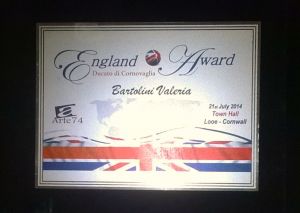 England Award
Ducato di Cornovaglia
Bartolini Valeria
Arte74
21st July 2014
Town Hall
Looe - Cornwall